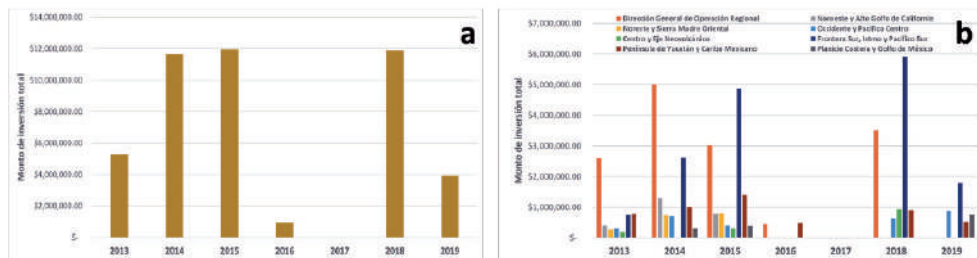 a
Monto de inversión total
$14,000,000.00
$12,000,000.00
$10,000,000.00
$8,000,000.00
$6,000,000.00
$4,000,000.00
$2,000,000.00
$-
2013 2014 2015 2016 2017 2018 2019
b
Monto de inversión total
$7,000,000.00
$6,000,000.00
$5,000,000.00
$4,000,000.00
$3,000,000.00
$2,000,000.00
$1,000,000.00
$-
Dirección General de Operación Regional
Noroeste y Alto Golfo de California
Noreste y Sierra Madre Oriental
Occidente y Pacífico Centro
Centro y Eje Neovolcánico
Frontera Sur, Istmo y Pacífico Sur
Península de Yucatán y Caribe Mexicano
Planicie Costera y Golfo de México
2013 2014 2015 2016 2017 2018 2019